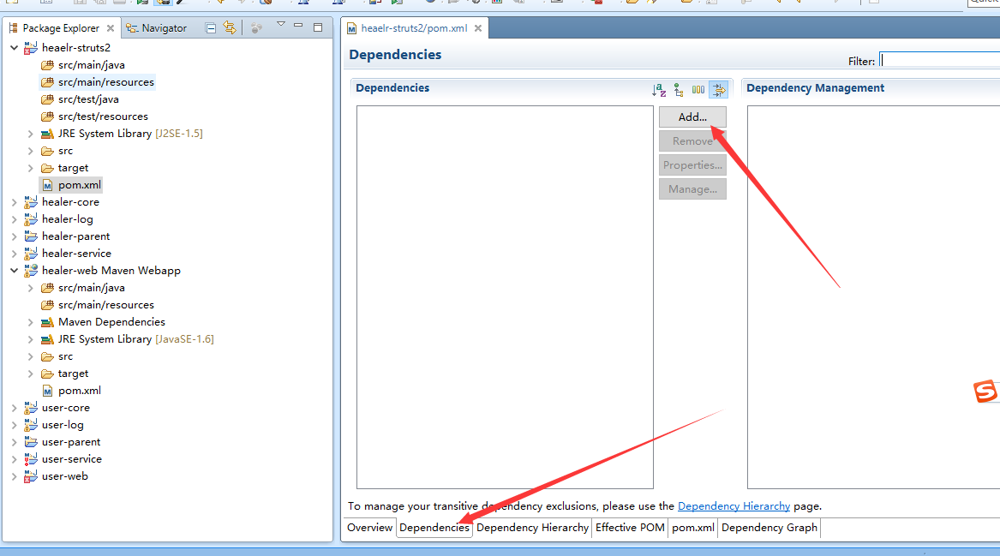 Package Explorer
Navigator
heaelr-struts2
src/main/java
src/main/resources
src/test/java
src/test/resources
JRE System Library [J2SE-1.5]
src
target
pom.xml
healer-core
healer-log
healer-parent
healer-service
healer-web Maven Webapp
src/main/java
src/main/resources
Maven Dependencies
JRE System Library [JavaSE-1.6]
src
target
pom.xml
user-core
user-log
user-parent
user-service
user-web
heaelr-struts2/pom.xml
Dependencies
Filter:
Dependencies
Add...
Remove
Properties...
Manage...
Dependency Management
To manage your transitive dependency exclusions, please use the Dependency Hierarchy page.
Overview Dependencies Dependency Hierarchy Effective POM pom.xml Dependency Graph